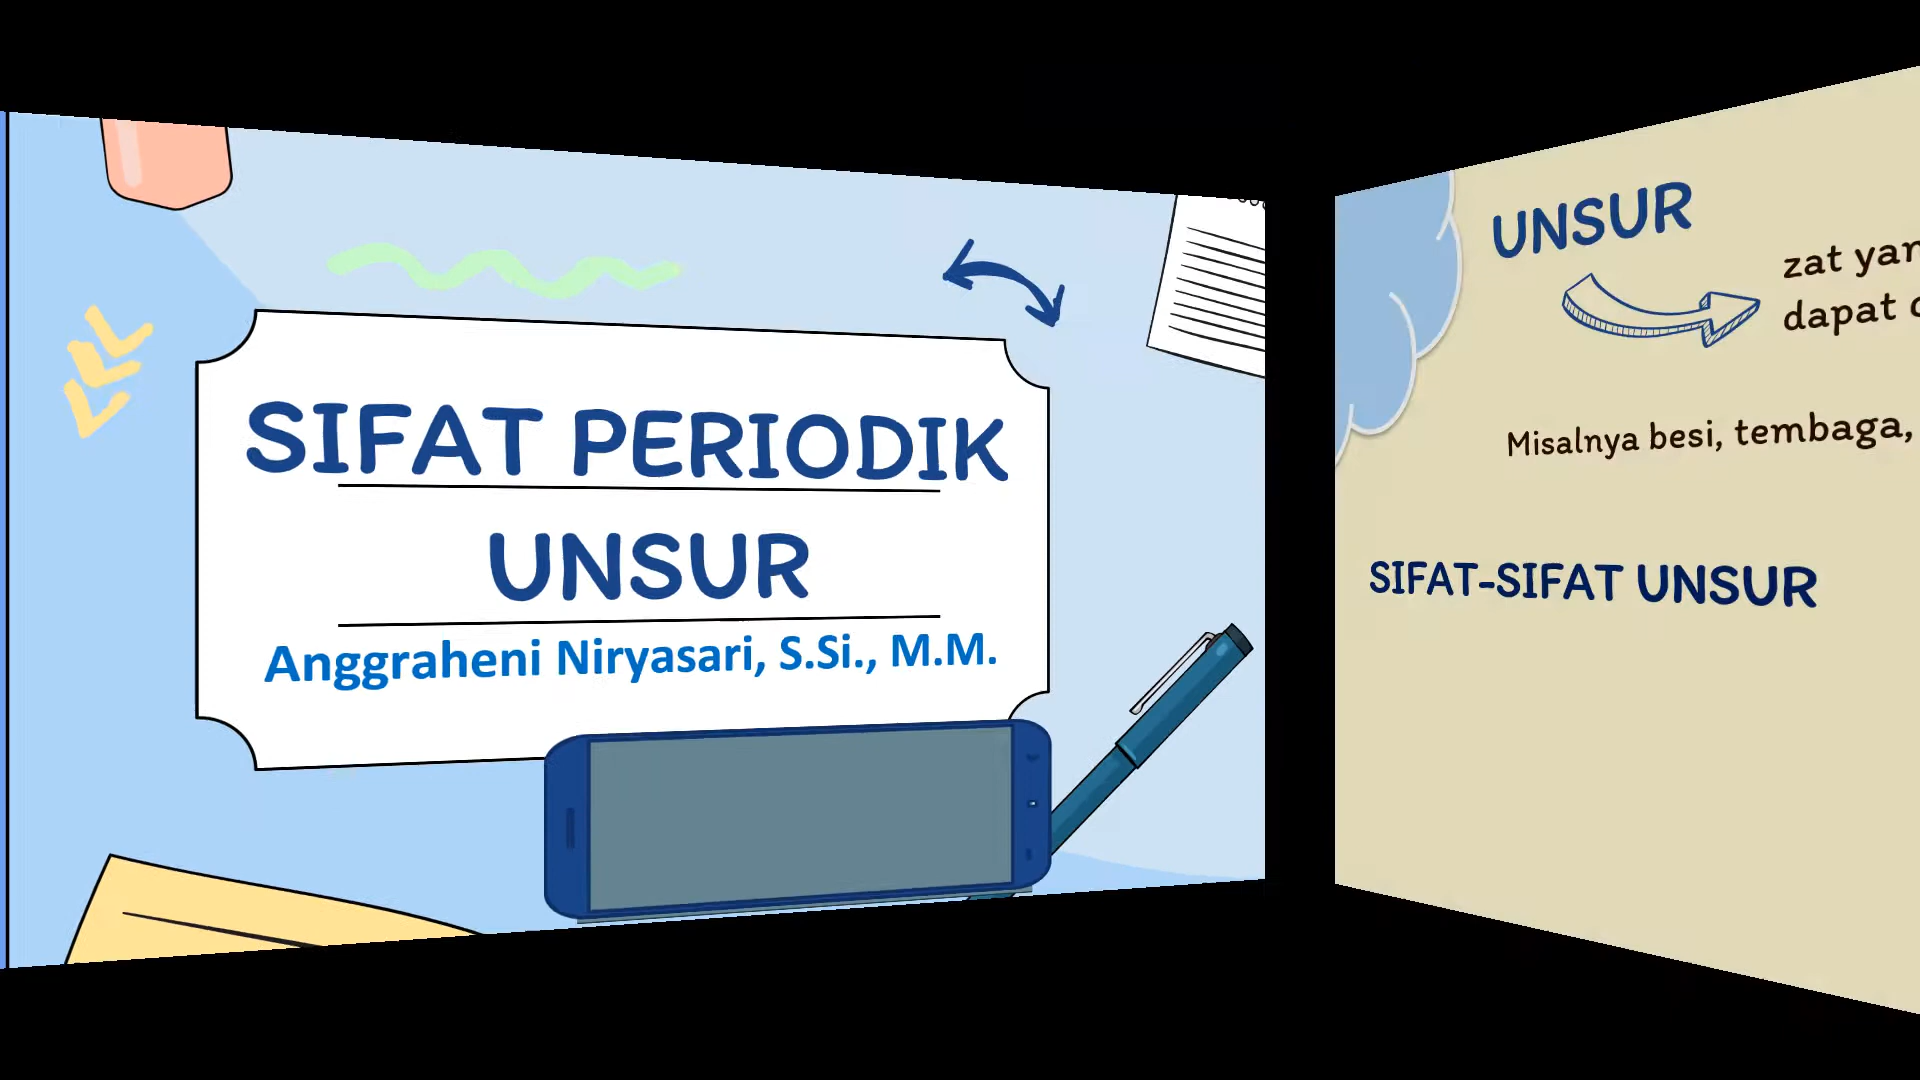 SIFAT PERIODIK
UNSUR
Anggraheni Niryasari, S.Si., M.M.
UNSUR
zat
dapat
Misalnya besi, tembaga,
SIFAT-SIFAT UNSUR